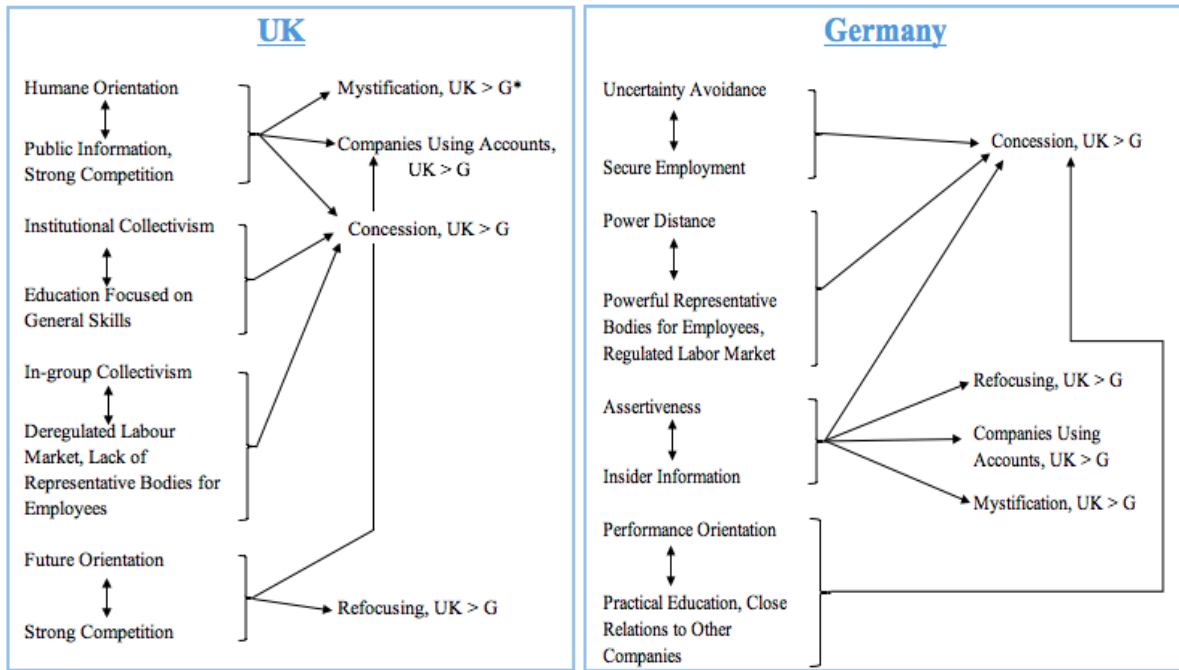 UK
Humane Orientation
Public Information,
Strong Competition
Mystification, UK > G*
Companies Using Accounts,
UK > G
Institutional Collectivism
Concession, UK > G
Education Focused on
General Skills
In-group Collectivism
Deregulated Labour
Market, Lack of
Representative Bodies for
Employees
Future Orientation
Strong Competition
Refocusing, UK > G
Germany
Uncertainty Avoidance
Secure Employment
Concession, UK > G
Power Distance
Powerful Representative
Bodies for Employees,
Regulated Labor Market
Assertiveness
Insider Information
Refocusing, UK > G
Companies Using
Accounts, UK > G
Mystification, UK > G
Performance Orientation
Practical Education, Close
Relations to Other
Companies